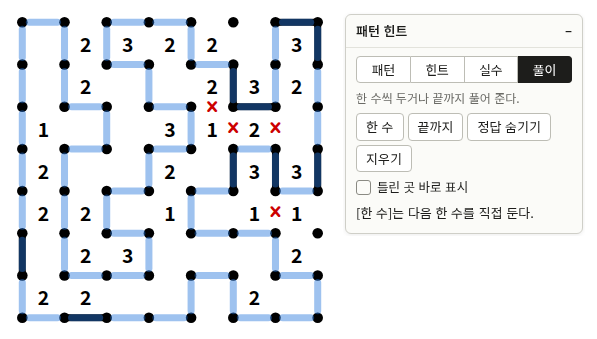 패턴 힌트 –
패턴 힌트 실수 풀이
한 수씩 두거나 끝까지 풀어 준다.
한 수 끝까지 정답 숨기기
지우기
틀린 곳 바로 표시
[한 수]는 다음 한 수를 직접 둔다.
2 3 2 2 3
2 2 3 2
1 3 1 2
2 2 3 3
2 2 1 1 1
2 3 2
2 2 2